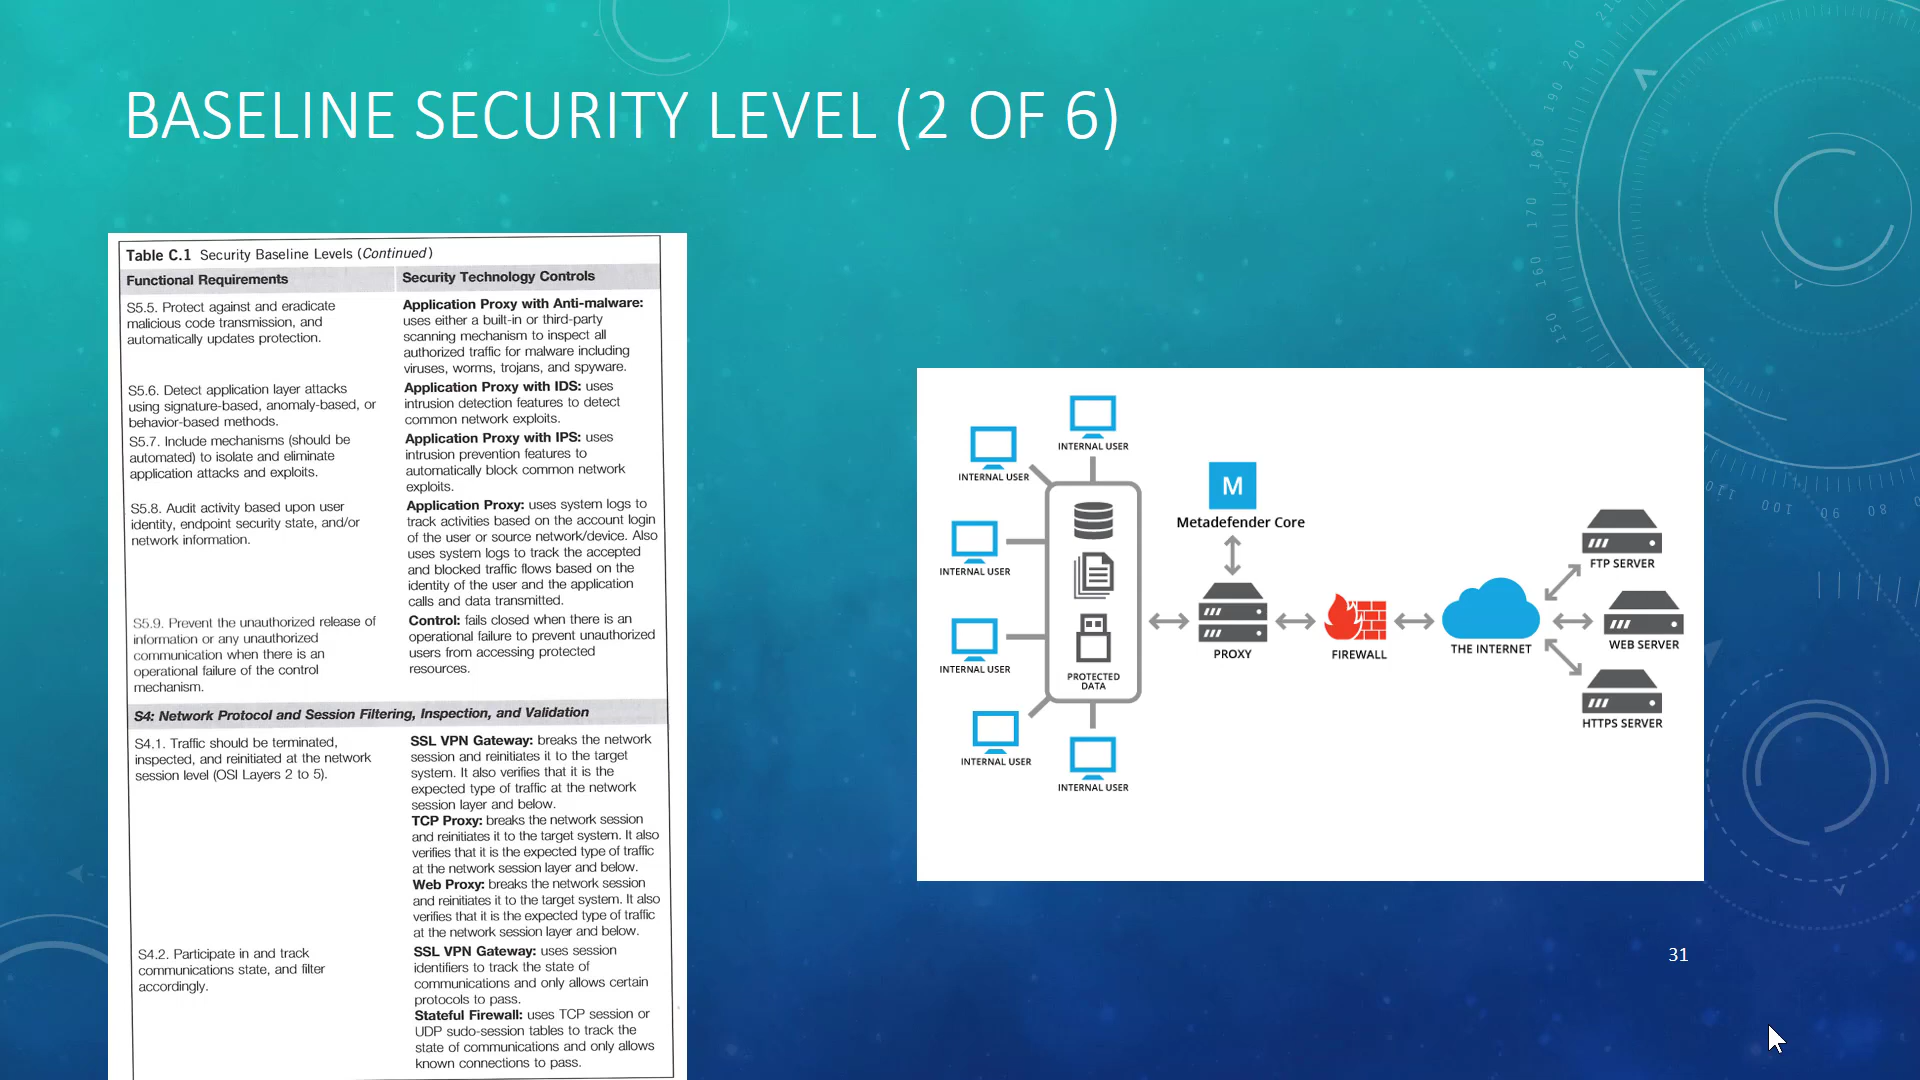 BASELINE SECURITY LEVEL (2 OF 6)
Table C.1 Security Baseline Levels (Continued)
Functional Requirements
Security Technology Controls
S5.5. Protect against and eradicate
malicious code transmission, and
automatically updates protection.
Application Proxy with Anti-malware:
uses either a built-in or third-party
scanning mechanism to inspect all
authorized traffic for malware including
viruses, worms, trojans, and spyware.
S5.6. Detect application layer attacks
using signature-based, anomaly-based, or
behavior-based methods.
Application Proxy with IDS: uses
intrusion detection features to detect
common network exploits.
S5.7. Include mechanisms (should be
automated) to isolate and eliminate
application attacks and exploits.
Application Proxy with IPS: uses
intrusion prevention features to
automatically block common network
exploits.
S5.8. Audit activity based upon user
identity, endpoint security state, and/or
network information.
Application Proxy: uses system logs to
track activities based on the account login
of the user or source network/device. Also
uses system logs to track the accepted
and blocked traffic flows based on the
identity of the user and the application
calls and data transmitted.
S5.9. Prevent the unauthorized release of
information or any unauthorized
communication when there is an
operational failure of the control
mechanism.
Control: fails closed when there is an
operational failure to prevent unauthorized
users from accessing protected
resources.
S4: Network Protocol and Session Filtering, Inspection, and Validation
S4.1. Traffic should be terminated,
inspected, and reinitiated at the network
session level (OSI Layers 2 to 5).
SSL VPN Gateway: breaks the network
session and reinitiates it to the target
system. It also verifies that it is the
expected type of traffic at the network
session layer and below.
TCP Proxy: breaks the network session
and reinitiates it to the target system. It also
verifies that it is the expected type of traffic
at the network session layer and below.
Web Proxy: breaks the network session
and reinitiates it to the target system. It also
verifies that it is the expected type of traffic
at the network session layer and below.
S4.2. Participate in and track
communications state, and filter
accordingly.
SSL VPN Gateway: uses session
identifiers to track the state of
communications and only allows certain
protocols to pass.
Stateful Firewall: uses TCP session or
UDP sudo-session tables to track the
state of communications and only allows
known connections to pass.
INTERNAL USER
INTERNAL USER
INTERNAL USER
INTERNAL USER
INTERNAL USER
INTERNAL USER
PROTECTED
DATA
M
Metadefender Core
PROXY
FIREWALL
THE INTERNET
FTP SERVER
WEB SERVER
HTTPS SERVER
31
210
200
190
180
170
160
150
110
100
90
80